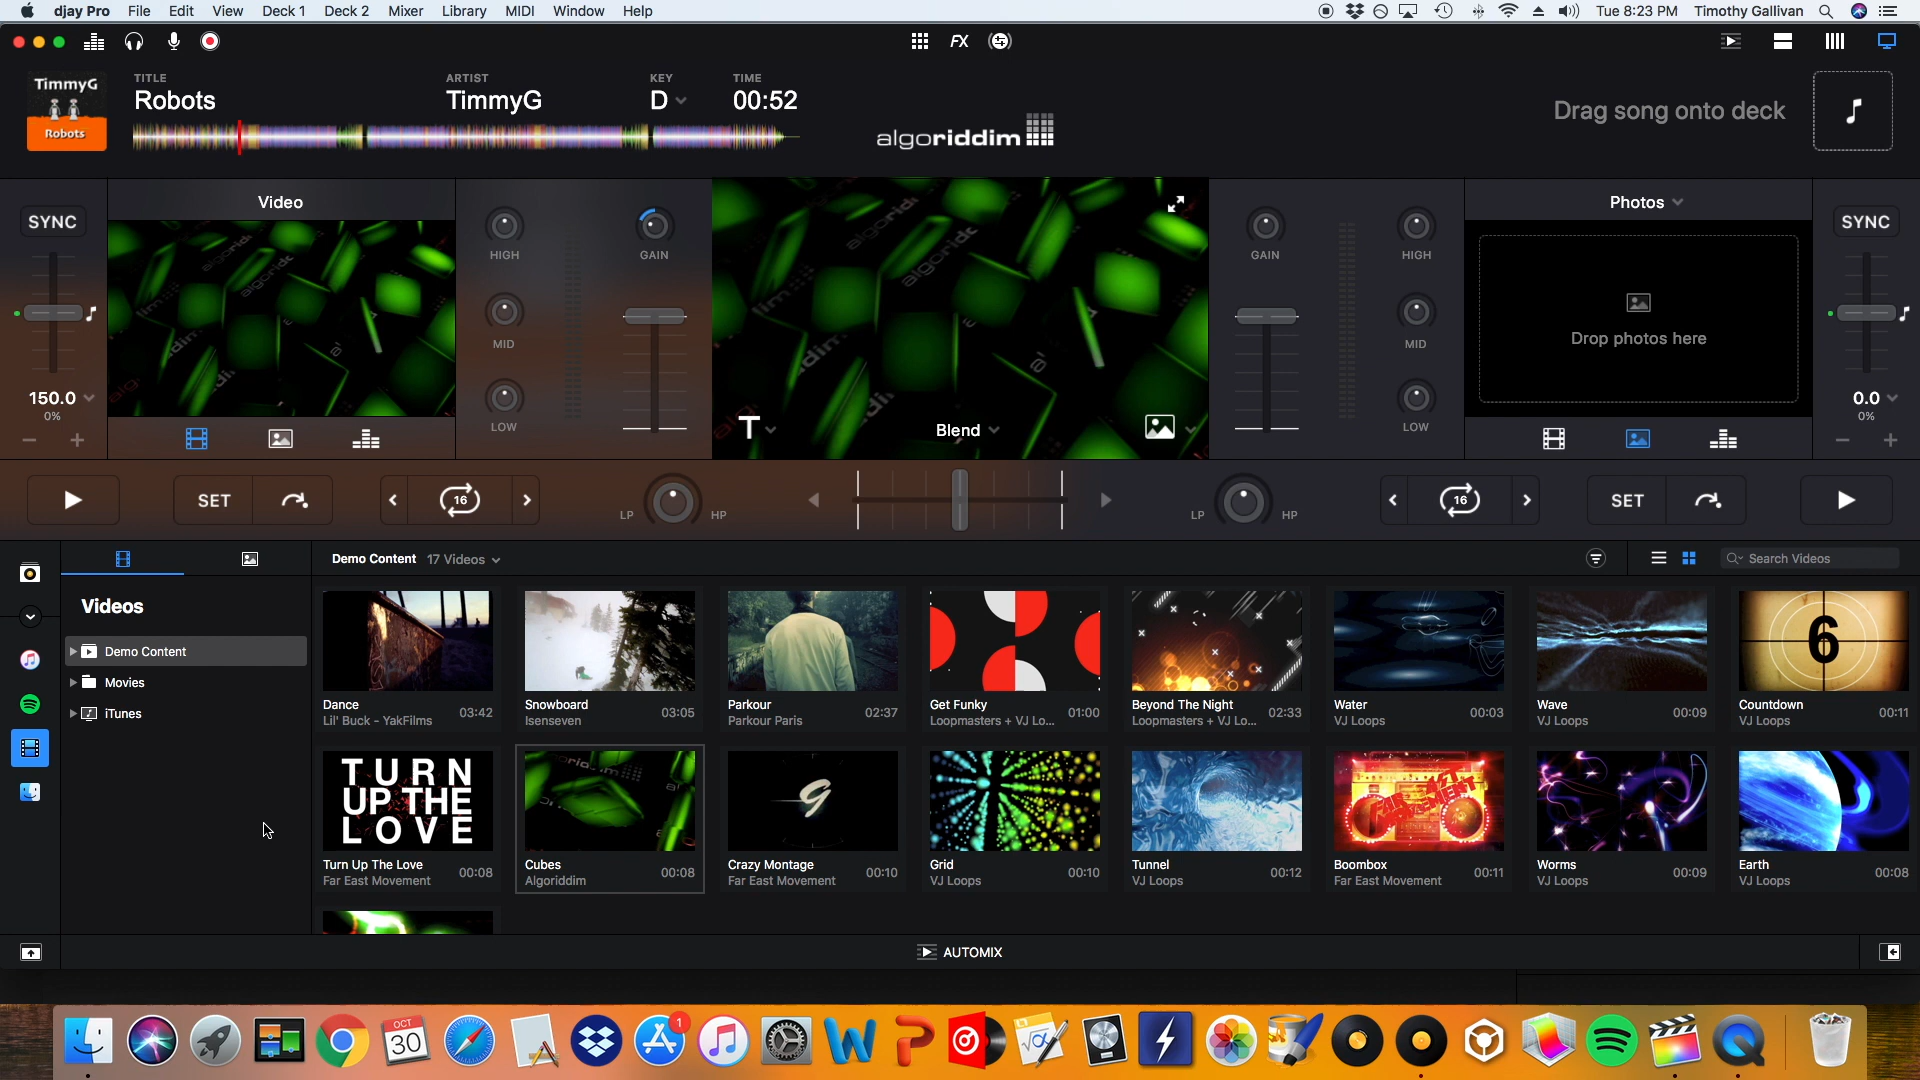 djay Pro File Edit View Deck 1 Deck 2 Mixer Library MIDI Window Help Tue 8:23 PM Timothy Gallivan
FX
TimmyG
Robots
TITLE ARTIST KEY TIME
Robots TimmyG D 00:52
algoriddim
Drag song onto deck
Video
Photos
SYNC
HIGH GAIN
MID
LOW
GAIN HIGH
MID
LOW
SYNC
Drop photos here
150.0
0%
T Blend
0.0
0%
SET 16 LP HP LP HP 16 SET
Demo Content 17 Videos Search Videos
Videos
Demo Content
Movies
iTunes
Dance
Lil' Buck - YakFilms 03:42
Snowboard
Isenseven 03:05
Parkour
Parkour Paris 02:37
Get Funky
Loopmasters + VJ Lo... 01:00
Beyond The Night
Loopmasters + VJ Lo... 02:33
Water
VJ Loops 00:03
Wave
VJ Loops 00:09
6
Countdown
VJ Loops 00:11
TURN
UP THE
LOVE
Turn Up The Love
Far East Movement 00:08
Cubes
Algoriddim 00:08
Crazy Montage
Far East Movement 00:10
Grid
VJ Loops 00:10
Tunnel
VJ Loops 00:12
Boombox
Far East Movement 00:11
Worms
VJ Loops 00:09
Earth
VJ Loops 00:08
AUTOMIX
OCT
30
1